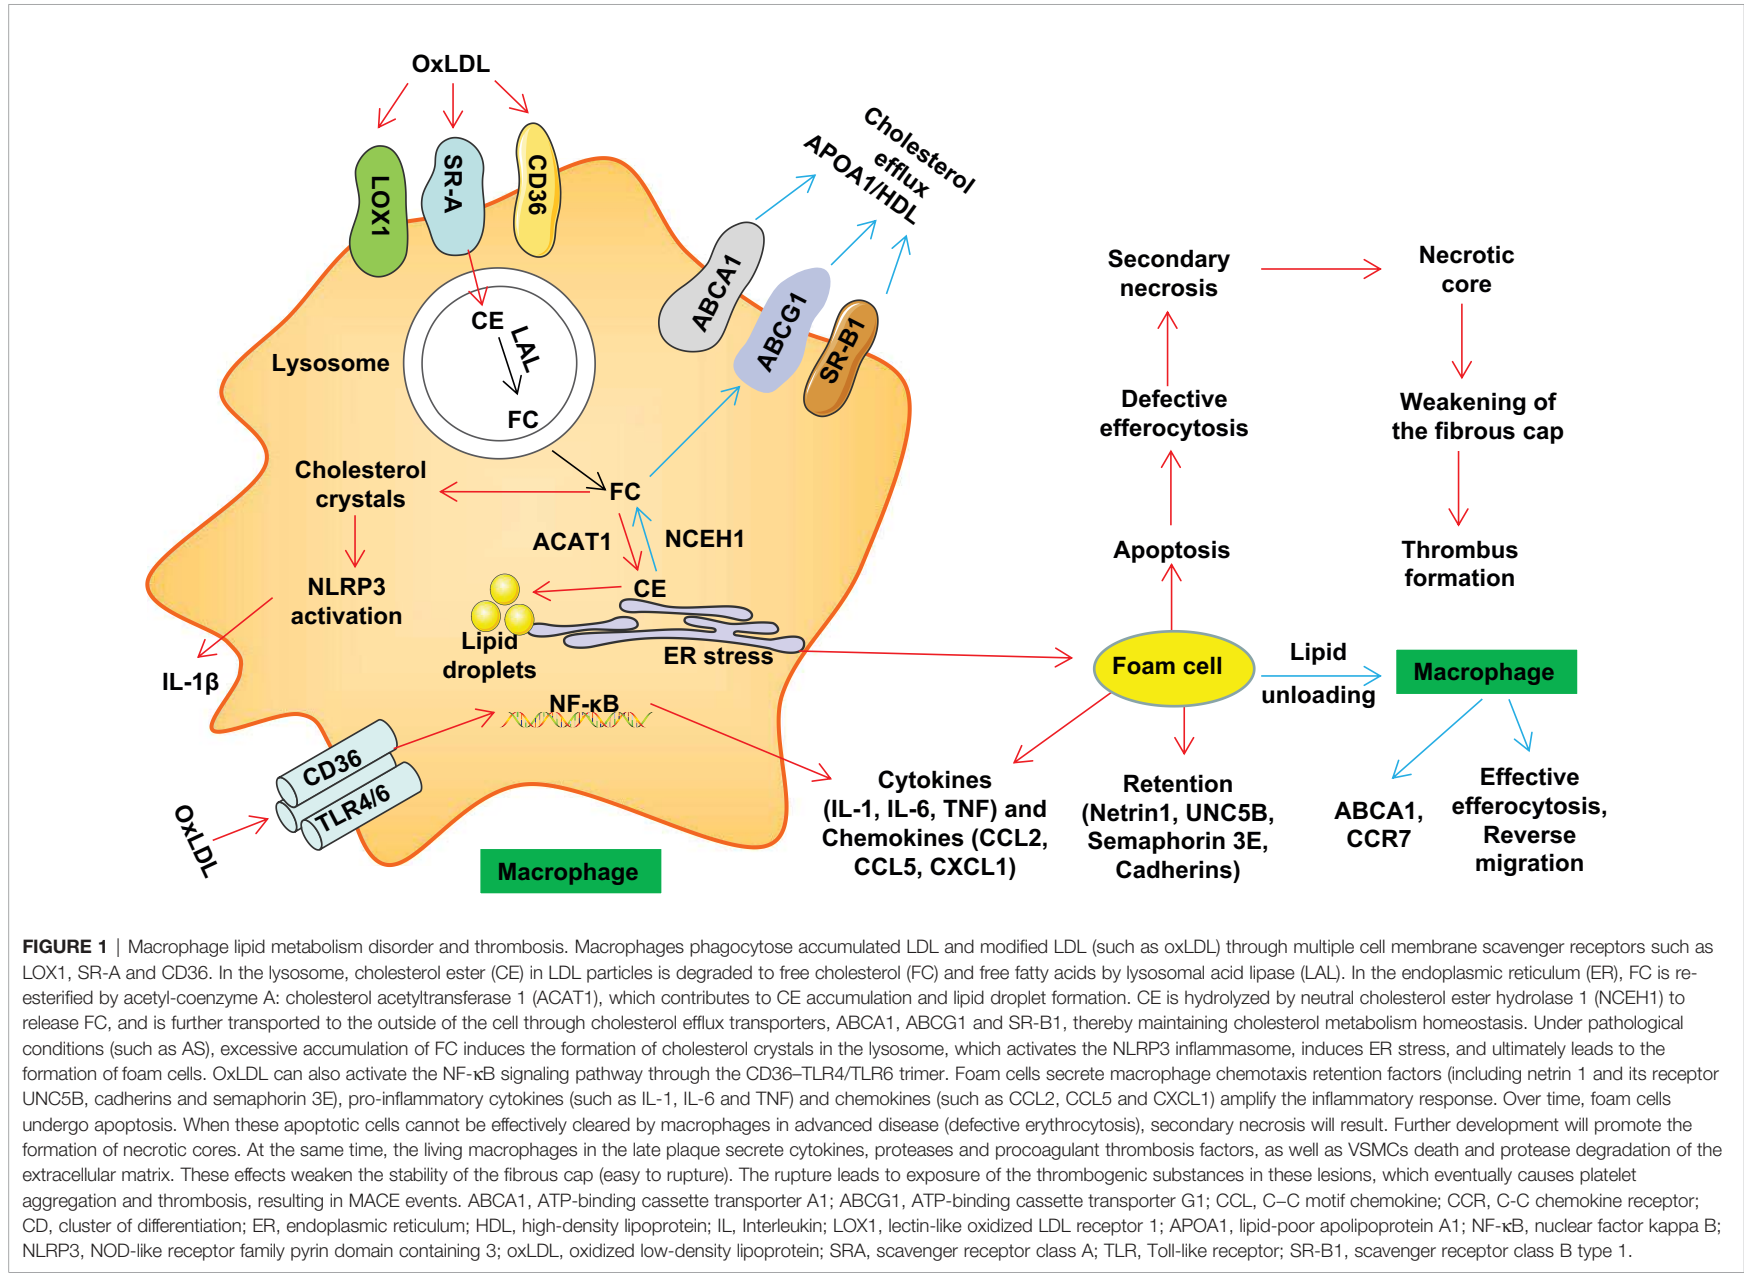 OxLDL
LOX1
SR-A
CD36
Cholesterol
efflux
APOA1/HDL
ABCA1
ABCG1
SR-B1
Lysosome
CE
LAL
FC
Cholesterol
crystals
FC
ACAT1
NCEH1
CE
NLRP3
activation
IL-1β
Lipid
droplets
ER stress
NF-κB
CD36
TLR4/6
OxLDL
Macrophage
Secondary
necrosis
Necrotic
core
Defective
efferocytosis
Weakening of
the fibrous cap
Apoptosis
Thrombus
formation
Foam cell
Lipid
unloading
Macrophage
Cytokines
(IL-1, IL-6, TNF) and
Chemokines (CCL2,
CCL5, CXCL1)
Retention
(Netrin1, UNC5B,
Semaphorin 3E,
Cadherins)
ABCA1,
CCR7
Effective
efferocytosis,
Reverse
migration
FIGURE 1 | Macrophage lipid metabolism disorder and thrombosis. Macrophages phagocytose accumulated LDL and modified LDL (such as oxLDL) through multiple cell membrane scavenger receptors such as
LOX1, SR-A and CD36. In the lysosome, cholesterol ester (CE) in LDL particles is degraded to free cholesterol (FC) and free fatty acids by lysosomal acid lipase (LAL). In the endoplasmic reticulum (ER), FC is re-
esterified by acetyl-coenzyme A: cholesterol acetyltransferase 1 (ACAT1), which contributes to CE accumulation and lipid droplet formation. CE is hydrolyzed by neutral cholesterol ester hydrolase 1 (NCEH1) to
release FC, and is further transported to the outside of the cell through cholesterol efflux transporters, ABCA1, ABCG1 and SR-B1, thereby maintaining cholesterol metabolism homeostasis. Under pathological
conditions (such as AS), excessive accumulation of FC induces the formation of cholesterol crystals in the lysosome, which activates the NLRP3 inflammasome, induces ER stress, and ultimately leads to the
formation of foam cells. OxLDL can also activate the NF-κB signaling pathway through the CD36–TLR4/TLR6 trimer. Foam cells secrete macrophage chemotaxis retention factors (including netrin 1 and its receptor
UNC5B, cadherins and semaphorin 3E), pro-inflammatory cytokines (such as IL-1, IL-6 and TNF) and chemokines (such as CCL2, CCL5 and CXCL1) amplify the inflammatory response. Over time, foam cells
undergo apoptosis. When these apoptotic cells cannot be effectively cleared by macrophages in advanced disease (defective erythrocytosis), secondary necrosis will result. Further development will promote the
formation of necrotic cores. At the same time, the living macrophages in the late plaque secrete cytokines, proteases and procoagulant thrombosis factors, as well as VSMCs death and protease degradation of the
extracellular matrix. These effects weaken the stability of the fibrous cap (easy to rupture). The rupture leads to exposure of the thrombogenic substances in these lesions, which eventually causes platelet
aggregation and thrombosis, resulting in MACE events. ABCA1, ATP-binding cassette transporter A1; ABCG1, ATP-binding cassette transporter G1; CCL, C–C motif chemokine; CCR, C-C chemokine receptor;
CD, cluster of differentiation; ER, endoplasmic reticulum; HDL, high-density lipoprotein; IL, Interleukin; LOX1, lectin-like oxidized LDL receptor 1; APOA1, lipid-poor apolipoprotein A1; NF-κB, nuclear factor kappa B;
NLRP3, NOD-like receptor family pyrin domain containing 3; oxLDL, oxidized low-density lipoprotein; SRA, scavenger receptor class A; TLR, Toll-like receptor; SR-B1, scavenger receptor class B type 1.